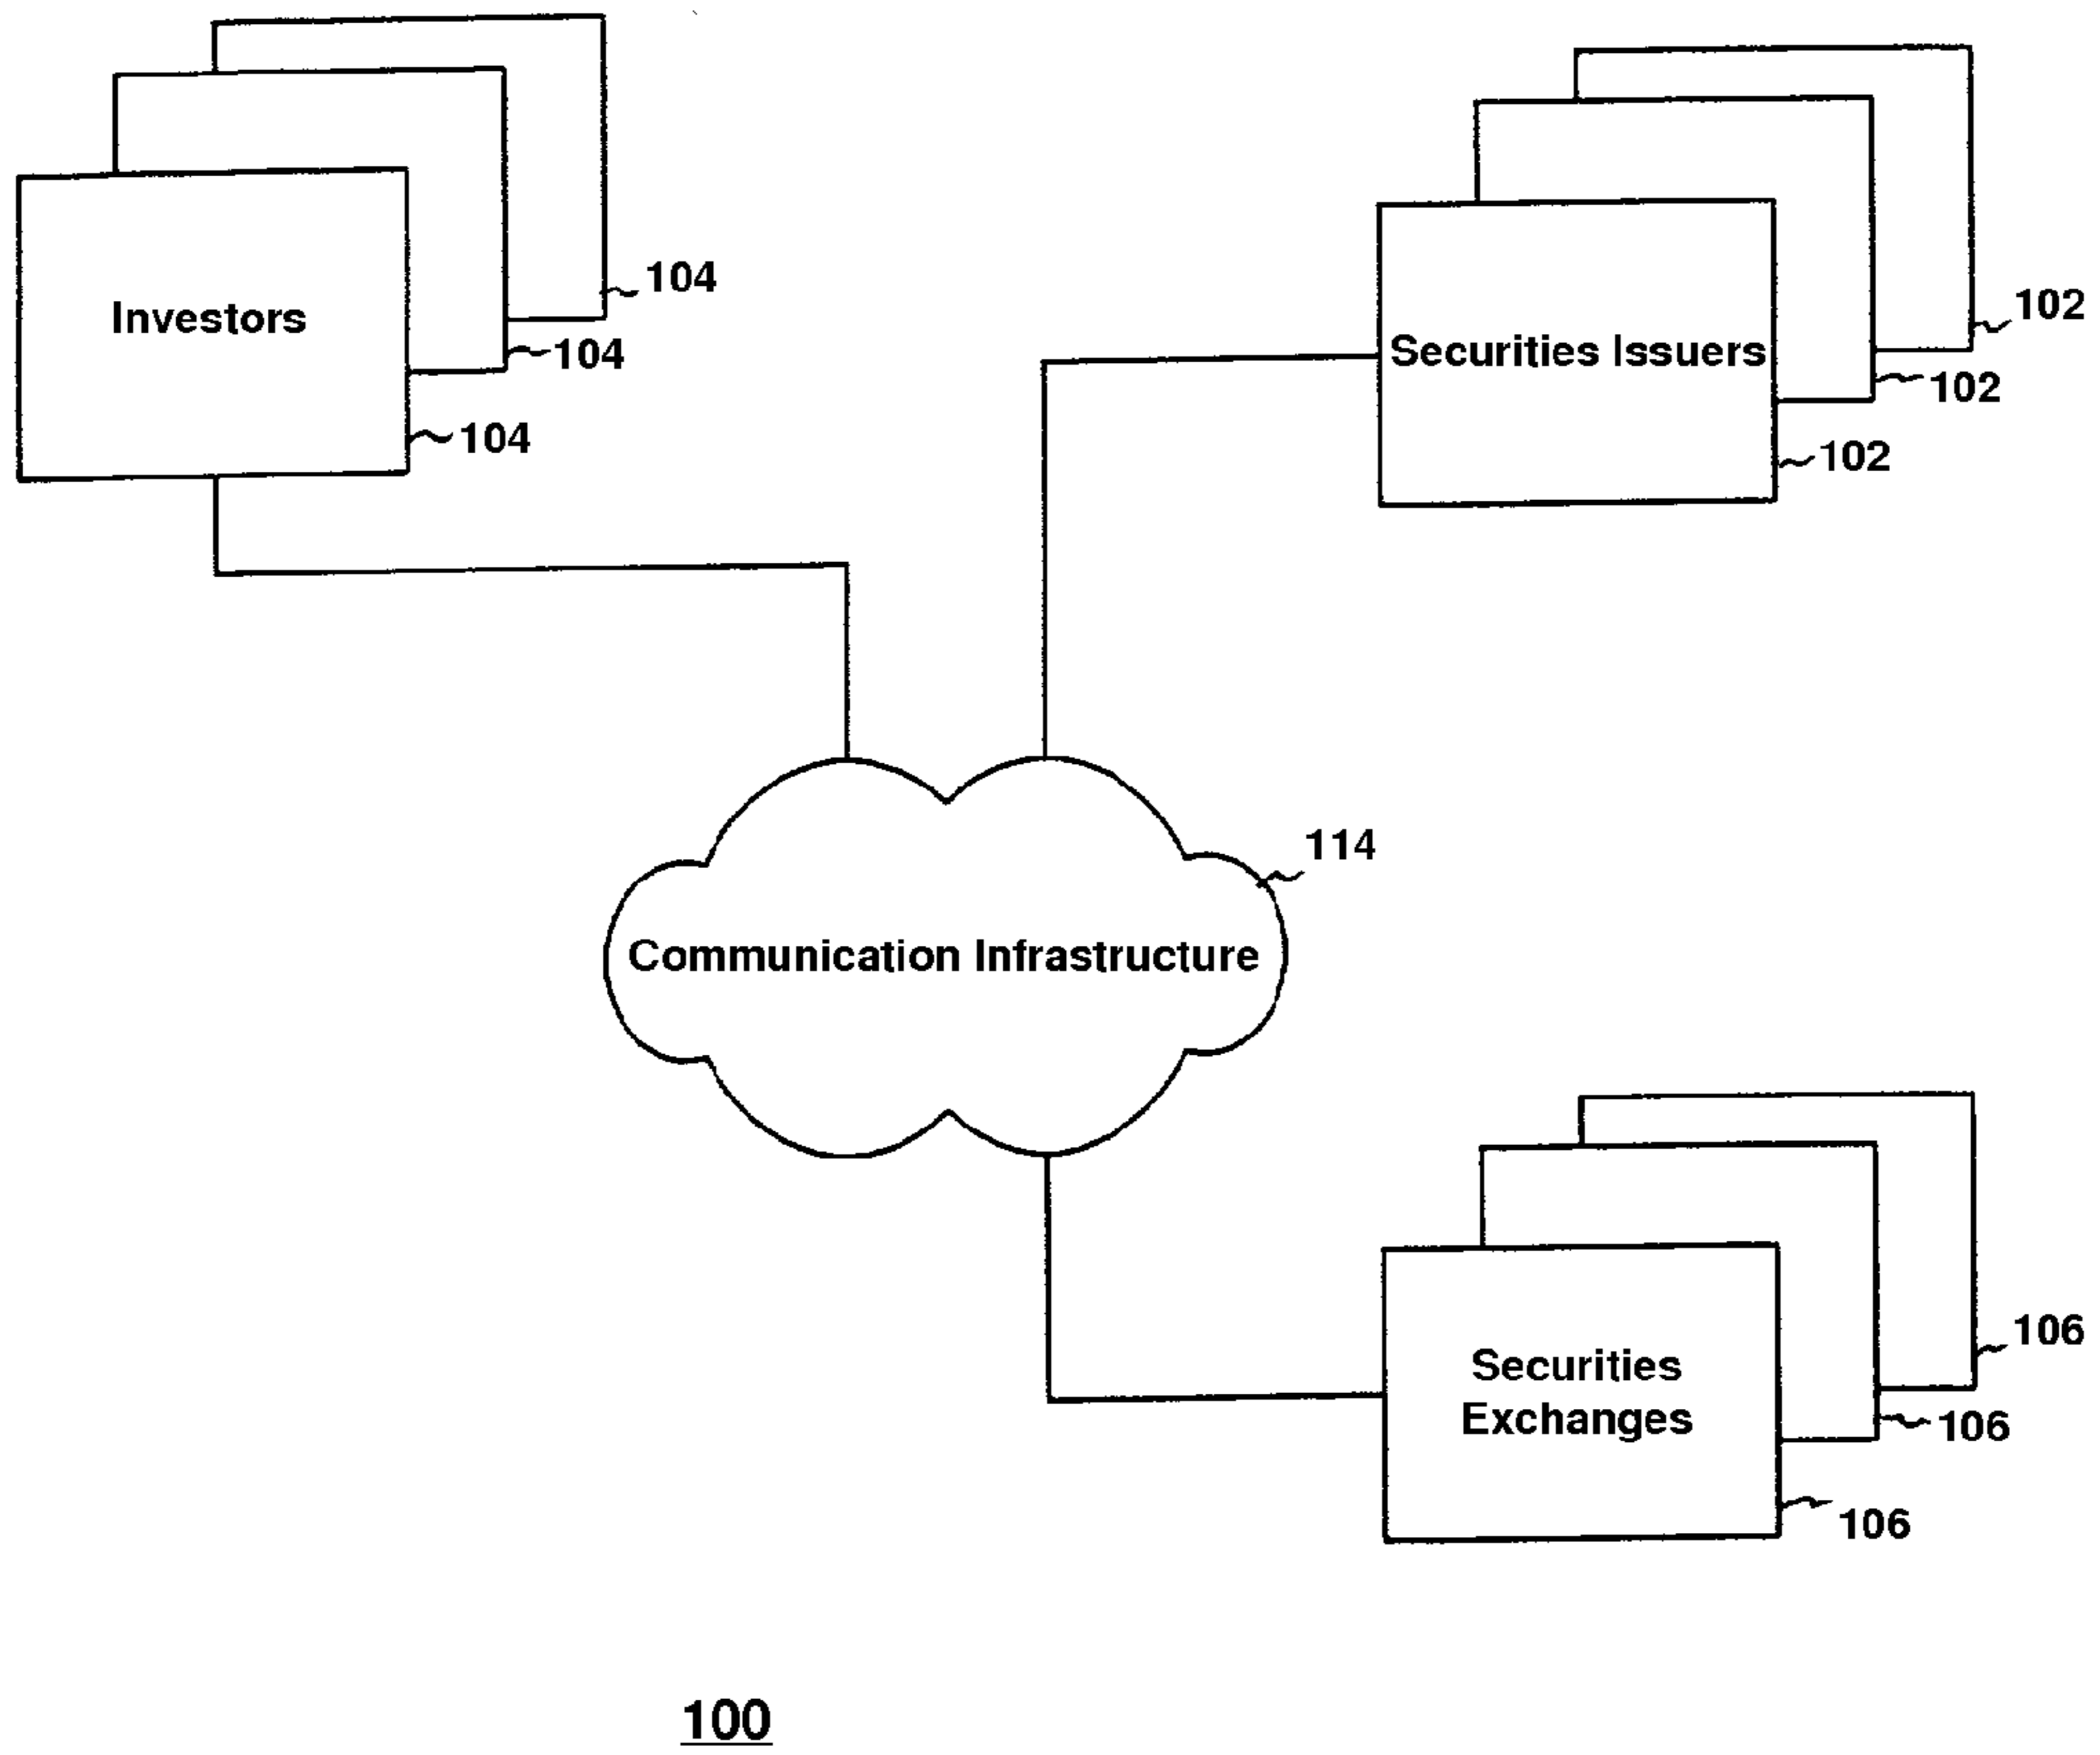 104
Investors
104
104
102
Securities Issuers
102
102
114
Communication Infrastructure
106
Securities
Exchanges
106
106
100